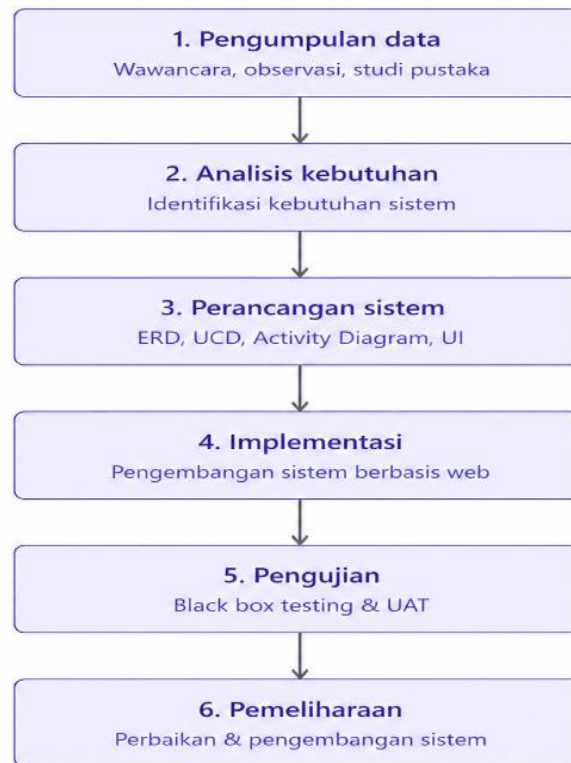 1. Pengumpulan data
Wawancara, observasi, studi pustaka
2. Analisis kebutuhan
Identifikasi kebutuhan sistem
3. Perancangan sistem
ERD, UCD, Activity Diagram, UI
4. Implementasi
Pengembangan sistem berbasis web
5. Pengujian
Black box testing & UAT
6. Pemeliharaan
Perbaikan & pengembangan sistem